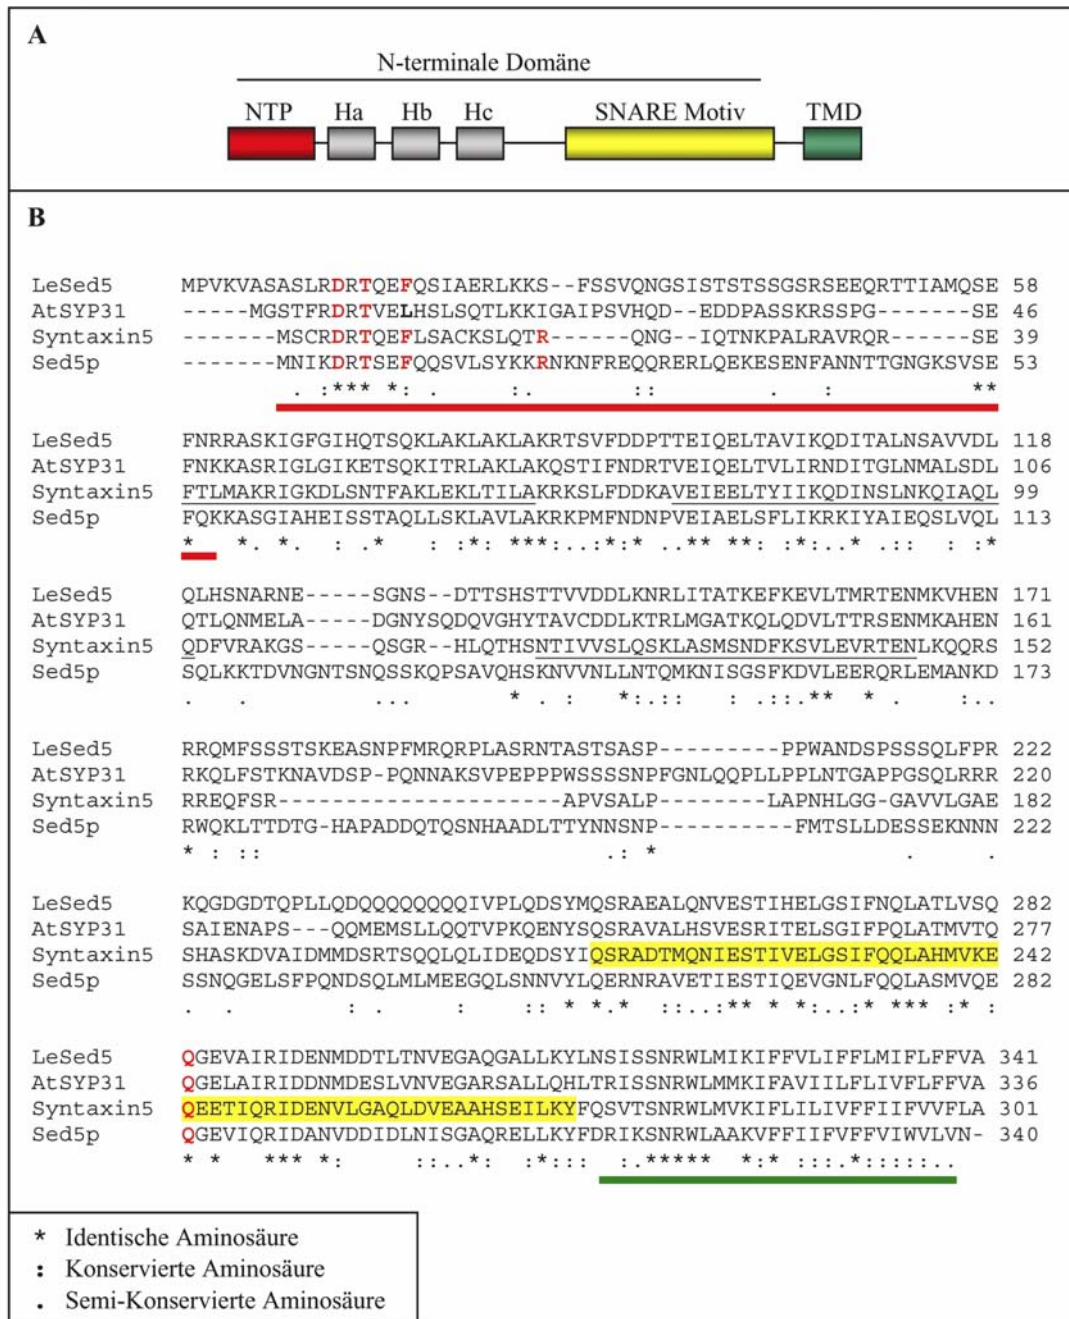 A
N-terminale Domäne
NTP Ha Hb Hc SNARE Motiv TMD
B
LeSed5 MPVKVASASLRDRTQEFQSIAERLKKS--FSSVQNGSISTSTSSGSRSEEQRTTIAMQSE 58
AtSYP31 -----MGSTFRDRTVELHSLSQTLKKIGAIPSVHQD--EDDPASSKRSSPG-------SE 46
Syntaxin5 -------MSCRDRTQEFLSACKSLQTR-------QNG--IQTNKPALRAVRQR------SE 39
Sed5p -------MNIKDRTSEFQQSVLSYKKRNKNFREQQRERLQEKESENFANNTTGNGKSVSE 53
. :*** *: . :. :: . : **
LeSed5 FNRRASKIGFGIHQTSQKLAKLAKLAKRTSVFDDPTTEIQELTAVIKQDITALNSAVVDL 118
AtSYP31 FNKKASRIGLGIKETSQKITRLAKLAKQSTIFNDRTVEIQELTVLIRNDITGLNMALSDL 106
Syntaxin5 FTLMAKRIGKDLSNTFAKLEKLTILAKRKSLFDDKAVEIEELTYIIKQDINSLNKQIAQL 99
Sed5p FQKKASGIAHEISSTAQLLSKLAVLAKRKPMFNDNPVEIAELSFLIKRKIYAIEQSLVQL 113
* *. *. : .* : :*: ***:..:* ..** **: :*:..* .:: : :*
LeSed5 QLHSNARNE-----SGNS--DTTSHSTTVVDDLKNRLITATKEFKEVLTMRTENMKVHEN 171
AtSYP31 QTLQNMELA-----DGNYSQDQVGHYTAVCDDLKTRLMGATKQLQDVLTTRSENMKAHEN 161
Syntaxin5 QDFVRAKGS-----QSGR--HLQTHSNTIVVSLQSKLASMSNDFKSVLEVRTENLKQQRS 152
Sed5p SQLKKTDVNGNTSNQSSKQPSAVQHSKNVVNLLNTQMKNISGSFKDVLEERQRLEMANKD 173
. . ... * . : *:.:: : .::.** * . :..
LeSed5 RRQMFSSSTSKEASNPFMRQRPLASRNTASTSASP---------PPWANDSPSSSQLFPR 222
AtSYP31 RKQLFSTKNAVDSP-PQNNAKSVPEPPPWSSSSNPFGNLQQPLLPPLNTGAPPGSQLRRR 220
Syntaxin5 RREQFSR---------------------APVSALP--------LAPNHLGG-GAVVLGAE 182
Sed5p RWQKLTTDTG-HAPADDQTQSNHAADLTTYNNSNP----------FMTSLLDESSEKNNN 222
* : :: .: * . .
LeSed5 KQGDGDTQPLLQDQQQQQQQQIVPLQDSYMQSRAEALQNVESTIHELGSIFNQLATLVSQ 282
AtSYP31 SAIENAPS---QQMEMSLLQQTVPKQENYSQSRAVALHSVESRITELSGIFPQLATMVTQ 277
Syntaxin5 SHASKDVAIDMMDSRTSQQLQLIDEQDSYIQSRADTMQNIESTIVELGSIFQQLAHMVKE 242
Sed5p SSNQGELSFPQNDSQLMLMEEGQLSNNVYLQERNRAVETIESTIQEVGNLFQQLASMVQE 282
. . : . : :: * *.* ::..:** * *:..:* *** :* :
LeSed5 QGEVAIRIDENMDDTLTNVEGAQGALLKYLNSISSNRWLMIKIFFVLIFFLMIFLFFVA 341
AtSYP31 QGELAIRIDDNMDESLVNVEGARSALLQHLTRISSNRWLMMKIFAVIILFLIVFLFFVA 336
Syntaxin5 QEETIQRIDENVLGAQLDVEAAHSEILKYFQSVTSNRWLMVKIFLILIVFFIIFVVFLA 301
Sed5p QGEVIQRIDANVDDIDLNISGAQRELLKYFDRIKSNRWLAAKVFFIIFVFFVIWVLVN- 340
* * *** *: ::..*: :*::: :.***** *:* :::.*:::::..
* Identische Aminosäure
: Konservierte Aminosäure
. Semi-Konservierte Aminosäure